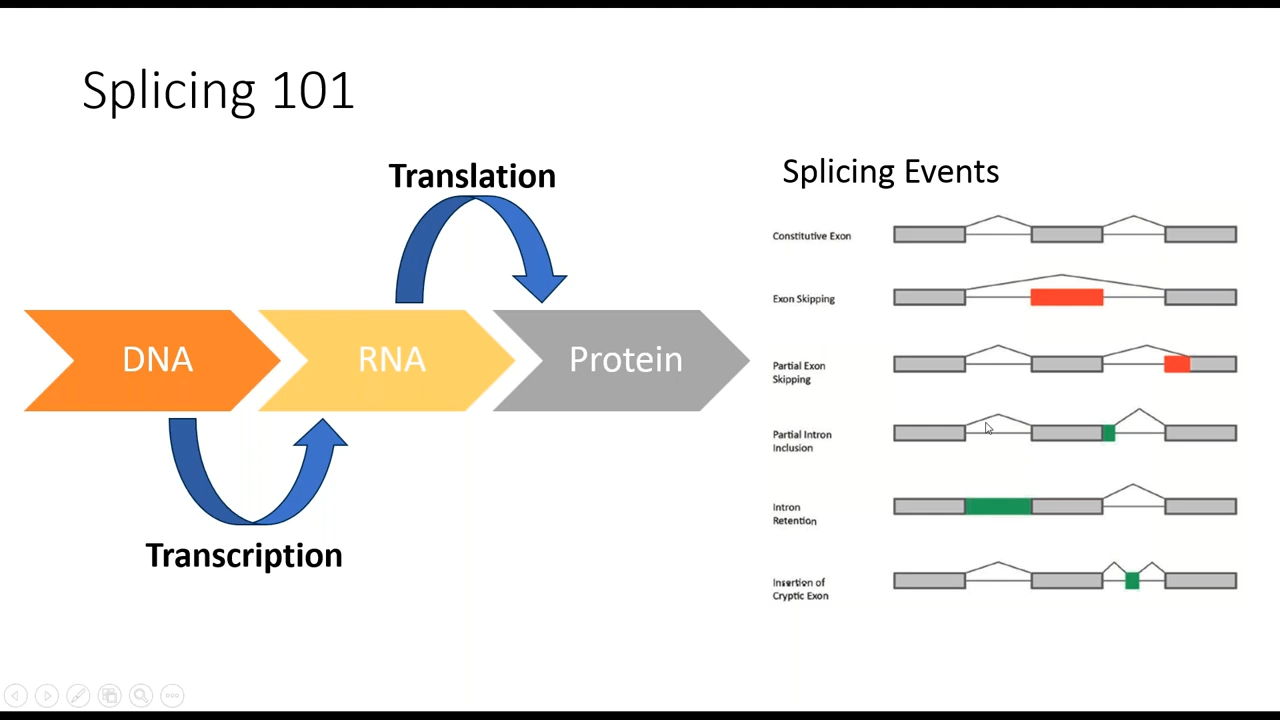 Splicing 101
Translation
DNA
RNA
Protein
Transcription
Splicing Events
Constitutive Exon
Exon Skipping
Partial Exon
Skipping
Partial Intron
Inclusion
Intron
Retention
Insertion of
Cryptic Exon